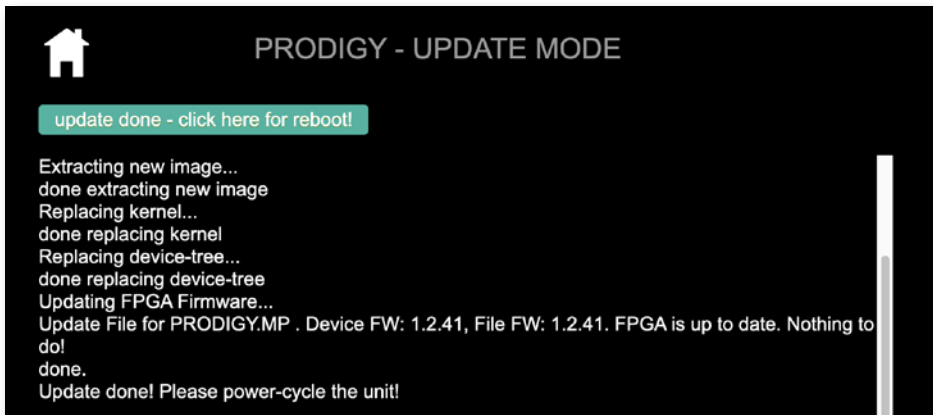 PRODIGY - UPDATE MODE
update done - click here for reboot!
Extracting new image...
done extracting new image
Replacing kernel...
done replacing kernel
Replacing device-tree...
done replacing device-tree
Updating FPGA Firmware...
Update File for PRODIGY.MP . Device FW: 1.2.41, File FW: 1.2.41. FPGA is up to date. Nothing to
do!
done.
Update done! Please power-cycle the unit!